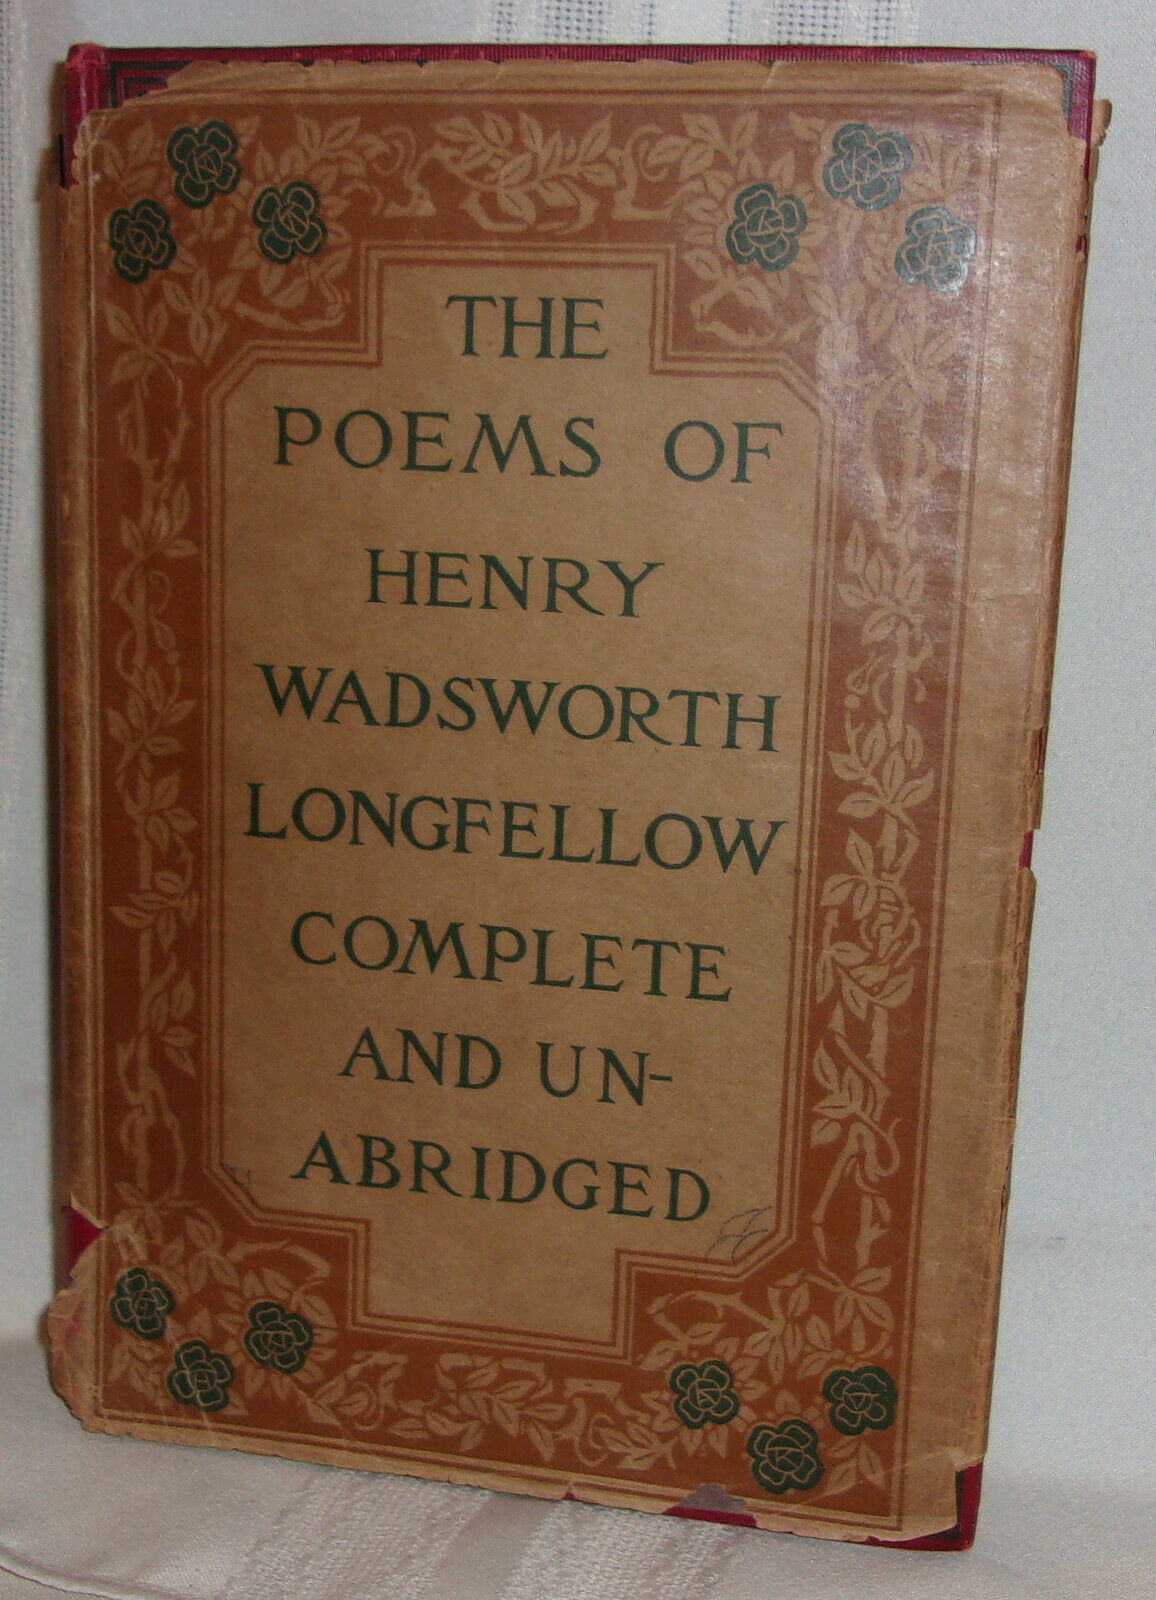 THE
POEMS OF
HENRY
WADSWORTH
LONGFELLOW
COMPLETE
AND UN-
ABRIDGED